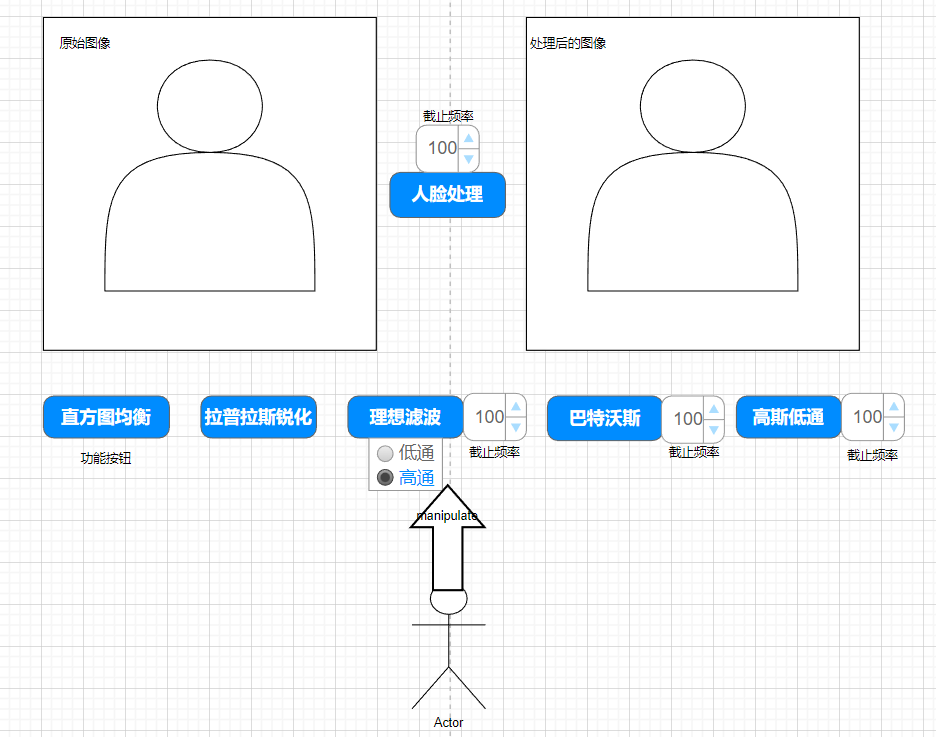 原始图像
处理后的图像
截止频率
100
人脸处理
直方图均衡
拉普拉斯锐化
理想滤波
100
巴特沃斯
100
高斯低通
100
功能按钮
低通
高通
截止频率
截止频率
截止频率
manipulate
Actor